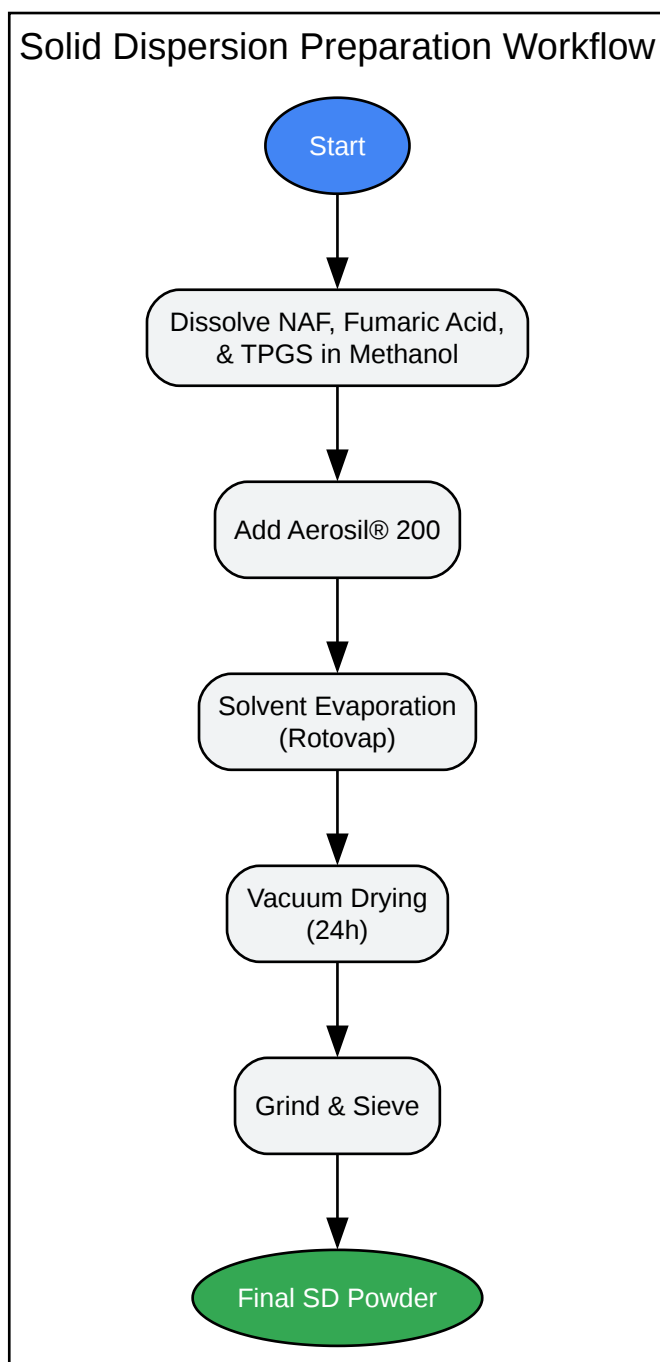 Solid Dispersion Preparation Workflow
Start
Dissolve NAF, Fumaric Acid,
& TPGS in Methanol
Add Aerosil® 200
Solvent Evaporation
(Rotovap)
Vacuum Drying
(24h)
Grind & Sieve
Final SD Powder